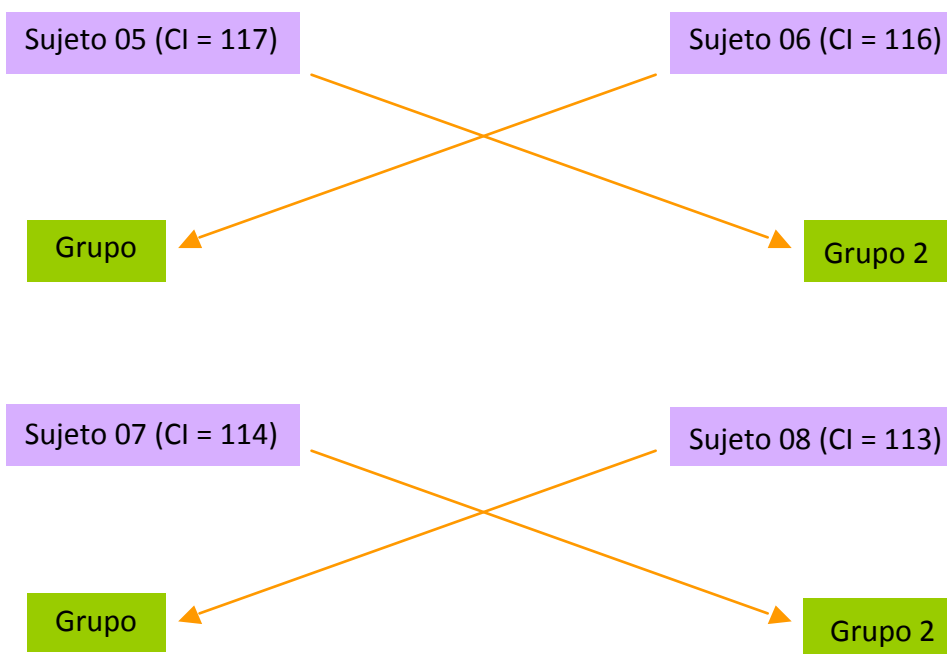 Sujeto 05 (CI = 117)
Sujeto 06 (CI = 116)
Grupo
Grupo 2
Sujeto 07 (CI = 114)
Sujeto 08 (CI = 113)
Grupo
Grupo 2